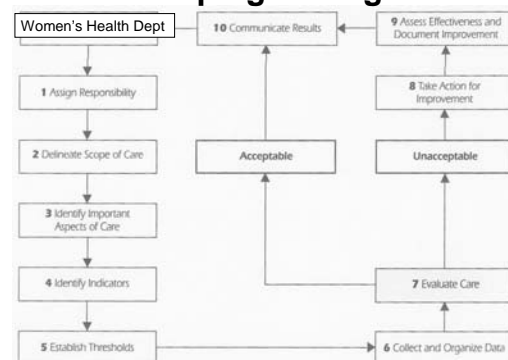 Women's Health Dept
1 Assign Responsibility
2 Delineate Scope of Care
3 Identify Important
Aspects of Care
4 Identify Indicators
5 Establish Thresholds
6 Collect and Organize Data
7 Evaluate Care
Acceptable
Unacceptable
8 Take Action for
Improvement
9 Assess Effectiveness and
Document Improvement
10 Communicate Results